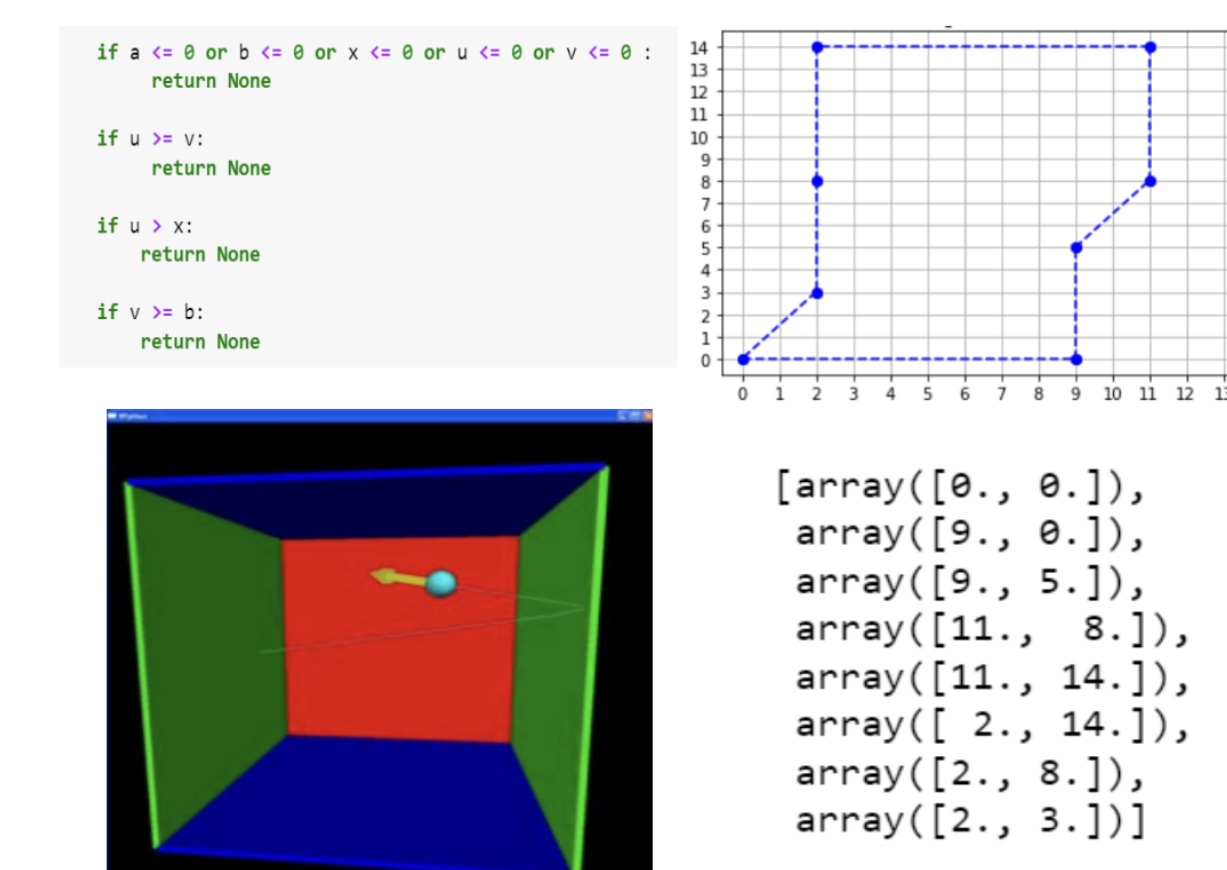 if a <= 0 or b <= 0 or x <= 0 or u <= 0 or v <= 0 :
return None
if u >= v:
return None
if u > x:
return None
if v >= b:
return None
14
13
12
11
10
9
8
7
6
5
4
3
2
1
0
0 1 2 3 4 5 6 7 8 9 10 11 12
[array([0., 0.]),
array([9., 0.]),
array([9., 5.]),
array([11., 8.]),
array([11., 14.]),
array([ 2., 14.]),
array([2., 8.]),
array([2., 3.])]